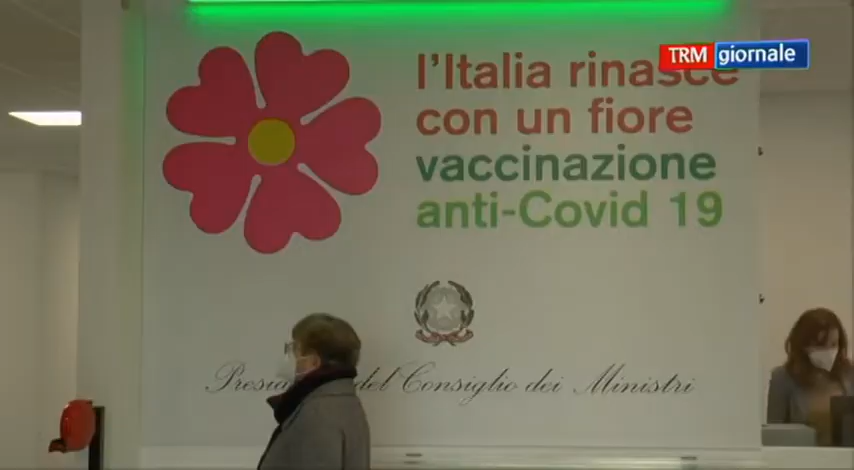 TRM giornale
l'Italia rinasce
con un fiore
vaccinazione
anti-Covid 19
del Consiglio dei Ministri